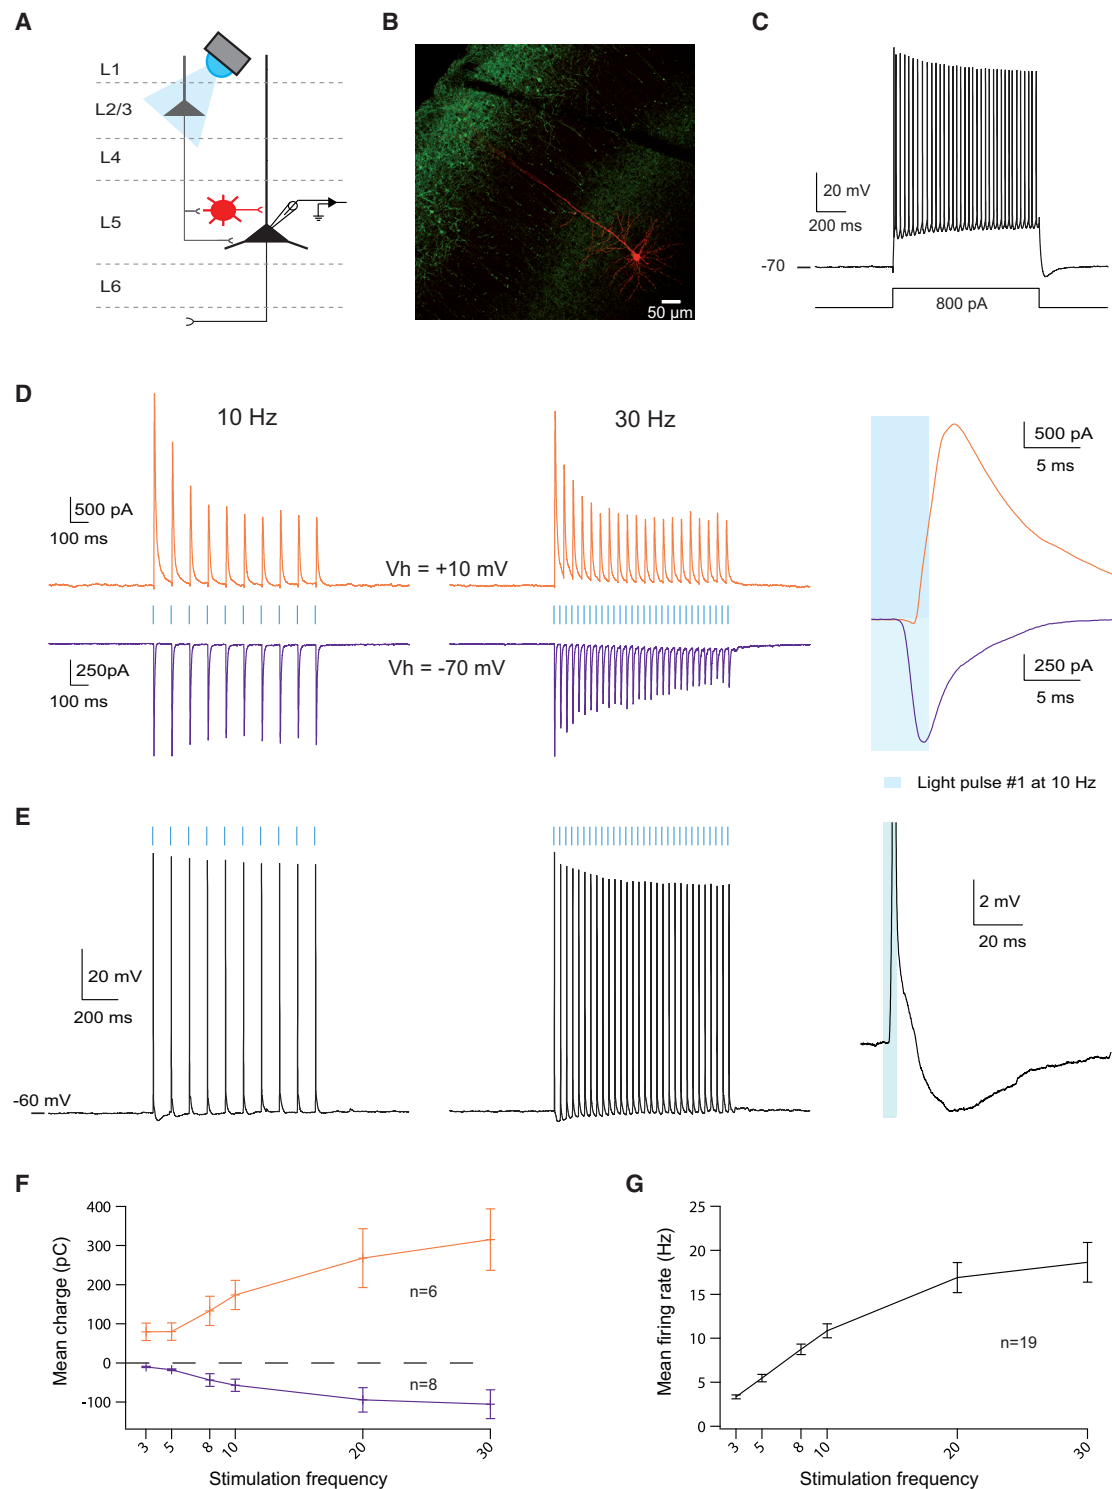 A
L1
L2/3
L4
L5
L6
B
50 µm
C
20 mV
200 ms
-70
800 pA
D
10 Hz
30 Hz
500 pA
100 ms
Vh = +10 mV
250pA
100 ms
Vh = -70 mV
500 pA
5 ms
250 pA
5 ms
Light pulse #1 at 10 Hz
E
20 mV
200 ms
-60 mV
2 mV
20 ms
F
Mean charge (pC)
400
300
200
100
0
-100
n=6
n=8
3
5
8
10
20
30
Stimulation frequency
G
Mean firing rate (Hz)
25
20
15
10
5
0
n=19
3
5
8
10
20
30
Stimulation frequency